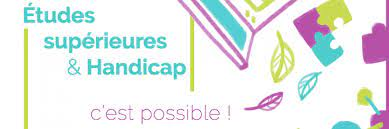 Études
supérieures
& Handicap
c'est possible !